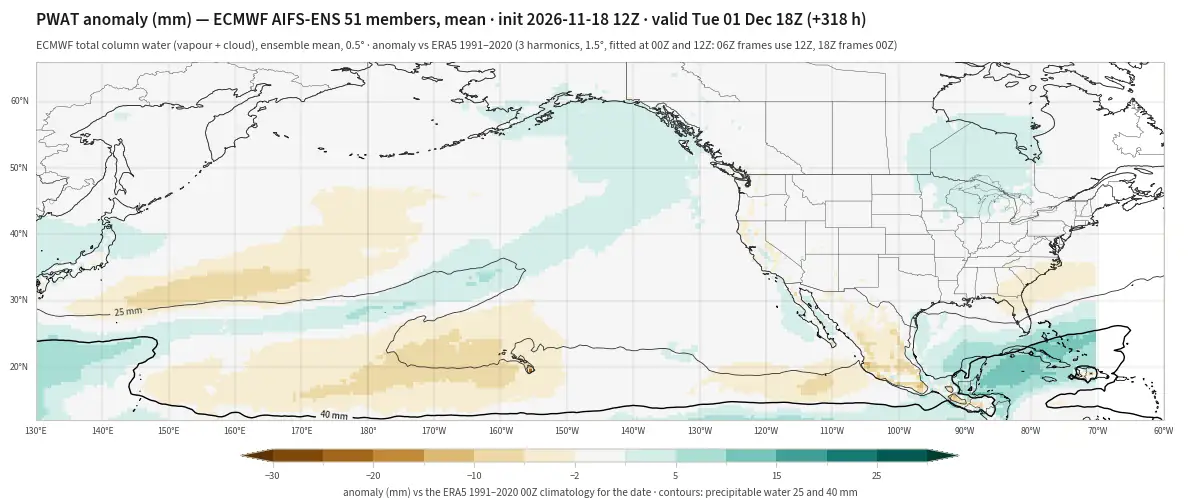 PWAT anomaly (mm) — ECMWF AIFS-ENS 51 members, mean · init 2026-11-18 12Z · valid Tue 01 Dec 18Z (+318 h)
ECMWF total column water (vapour + cloud), ensemble mean, 0.5° · anomaly vs ERA5 1991–2020 (3 harmonics, 1.5°, fitted at 00Z and 12Z: 06Z frames use 12Z, 18Z frames 00Z)
60°N
50°N
40°N
30°N
20°N
25 mm
40 mm
130°E 140°E 150°E 160°E 170°E 180° 170°W 160°W 150°W 140°W 130°W 120°W 110°W 100°W 90°W 80°W 70°W 60°W
−30 −20 −10 −2 5 15 25
anomaly (mm) vs the ERA5 1991–2020 00Z climatology for the date · contours: precipitable water 25 and 40 mm